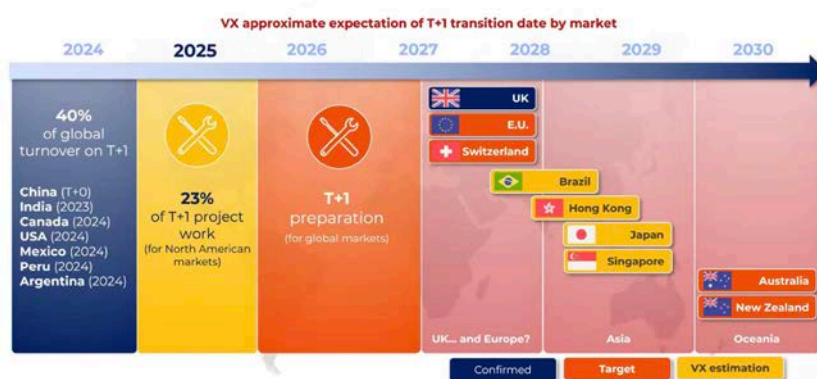 VX approximate expectation of T+1 transition date by market
2024 2025 2026 2027 2028 2029 2030
40%
of global
turnover on T+1
China (T+0)
India (2023)
Canada (2024)
USA (2024)
Mexico (2024)
Peru (2024)
Argentina (2024)
23%
of T+1 project
work
(for North American
markets)
T+1
preparation
(for global markets)
UK
E.U.
Switzerland
Brazil
Hong Kong
Japan
Singapore
Australia
New Zealand
UK... and Europe?
Asia
Oceania
Confirmed
Target
VX estimation